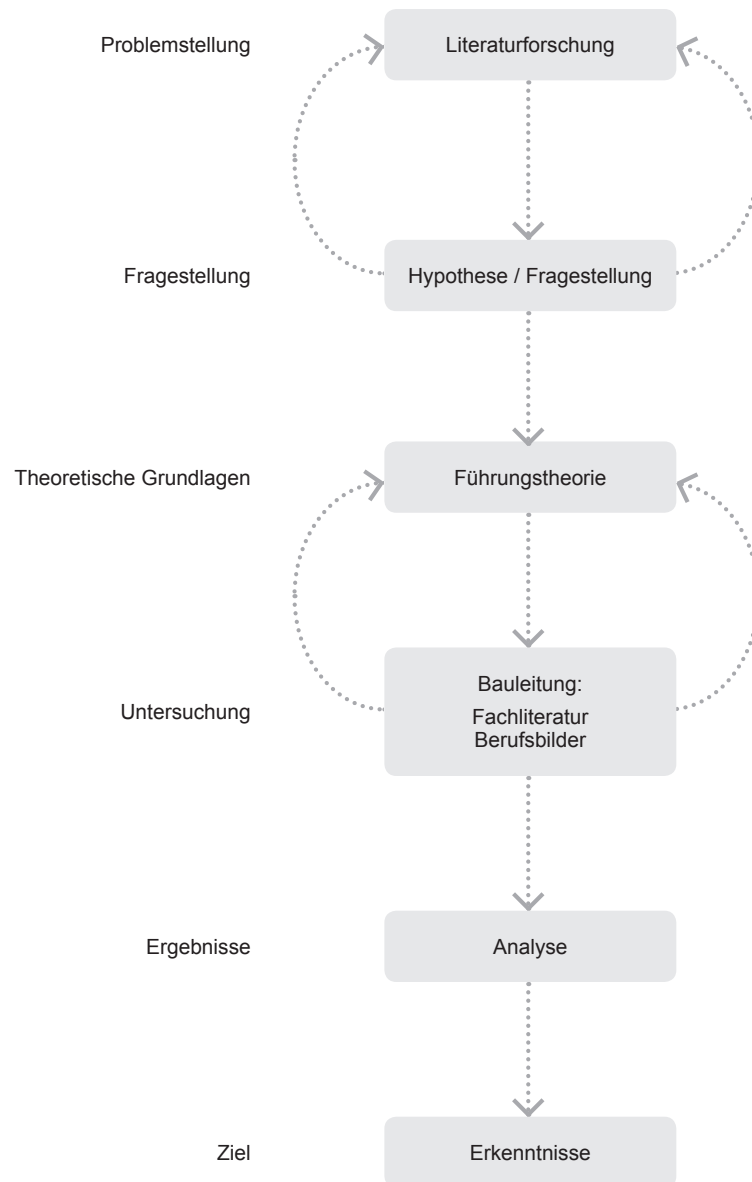 Problemstellung
Literaturforschung
Fragestellung
Hypothese / Fragestellung
Theoretische Grundlagen
Führungstheorie
Untersuchung
Bauleitung:
Fachliteratur
Berufsbilder
Ergebnisse
Analyse
Ziel
Erkenntnisse